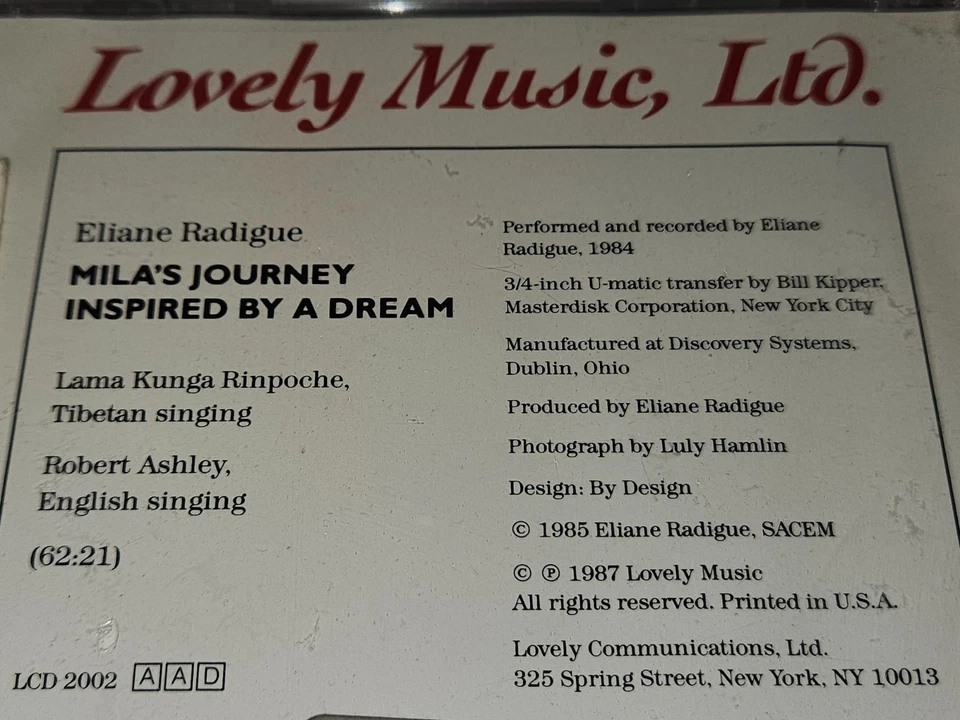 Lovely Music, Ltd.
Eliane Radigue
MILA'S JOURNEY
INSPIRED BY A DREAM
Lama Kunga Rinpoche,
Tibetan singing
Robert Ashley,
English singing
(62:21)
LCD 2002 AAD
Performed and recorded by Eliane
Radigue, 1984
3/4-inch U-matic transfer by Bill Kipper,
Masterdisk Corporation, New York City
Manufactured at Discovery Systems,
Dublin, Ohio
Produced by Eliane Radigue
Photograph by Luly Hamlin
Design: By Design
© 1985 Eliane Radigue, SACEM
© ℗ 1987 Lovely Music
All rights reserved. Printed in U.S.A.
Lovely Communications, Ltd.
325 Spring Street, New York, NY 10013